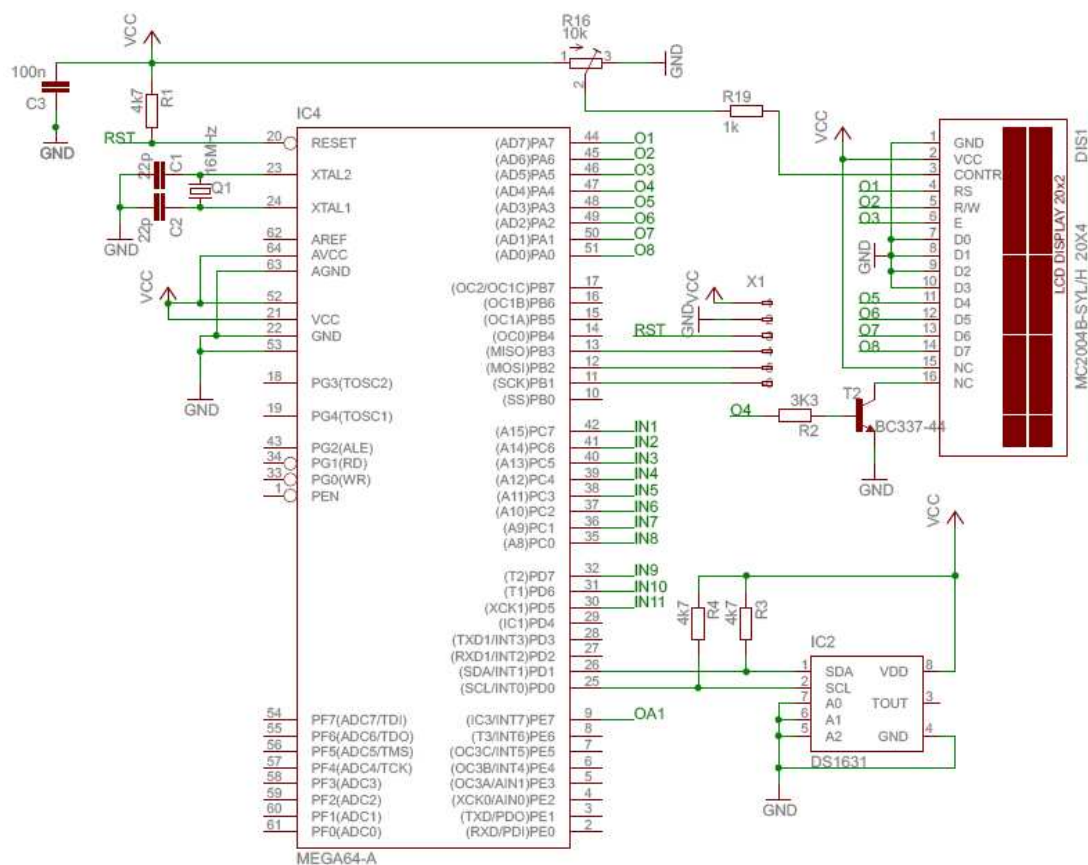 VCC
100n
C3
GND
4k7
R1
RST
R16
10k
1
3
2
GND
R19
1k
IC4
22p
C1
16MHz
Q1
22p
C2
GND
VCC
GND
20 RESET
23 XTAL2
24 XTAL1
62 AREF
64 AVCC
63 AGND
52
21 VCC
22 GND
53
18 PG3(TOSC2)
19 PG4(TOSC1)
43 PG2(ALE)
34 PG1(RD)
33 PG0(WR)
1 PEN
54 PF7(ADC7/TDI)
55 PF6(ADC6/TDO)
56 PF5(ADC5/TMS)
57 PF4(ADC4/TCK)
58 PF3(ADC3)
59 PF2(ADC2)
60 PF1(ADC1)
61 PF0(ADC0)
(AD7)PA7 44 O1
(AD6)PA6 45 O2
(AD5)PA5 46 O3
(AD4)PA4 47 O4
(AD3)PA3 48 O5
(AD2)PA2 49 O6
(AD1)PA1 50 O7
(AD0)PA0 51 O8
(OC2/OC1C)PB7 17
(OC1B)PB6 16
(OC1A)PB5 15
(OC0)PB4 14
(MISO)PB3 13
(MOSI)PB2 12
(SCK)PB1 11
(SS)PB0 10
(A15)PC7 42 IN1
(A14)PC6 41 IN2
(A13)PC5 40 IN3
(A12)PC4 39 IN4
(A11)PC3 38 IN5
(A10)PC2 37 IN6
(A9)PC1 36 IN7
(A8)PC0 35 IN8
(T2)PD7 32 IN9
(T1)PD6 31 IN10
(XCK1)PD5 30 IN11
(IC1)PD4 29
(TXD1/INT3)PD3 28
(RXD1/INT2)PD2 27
(SDA/INT1)PD1 26
(SCL/INT0)PD0 25
(IC3/INT7)PE7 9 OA1
(T3/INT6)PE6 8
(OC3C/INT5)PE5 7
(OC3B/INT4)PE4 6
(OC3A/AIN1)PE3 5
(XCK0/AIN0)PE2 4
(TXD/PDO)PE1 3
(RXD/PDI)PE0 2
MEGA64-A
X1
VCC
GND
RST
VCC
GND
1 GND
2 VCC
3 CONTR
O1 4 RS
O2 5 R/W
O3 6 E
7 D0
8 D1
9 D2
10 D3
O5 11 D4
O6 12 D5
O7 13 D6
O8 14 D7
15 NC
16 NC
LCD DISPLAY 20x2
DIS1
MC2004B-SYL/H 20X4
O4
3K3
R2
T2
BC337-44
GND
VCC
4k7
R4
4k7
R3
IC2
1 SDA
2 SCL
7 A0
6 A1
5 A2
VDD 8
TOUT 3
GND 4
DS1631
GND